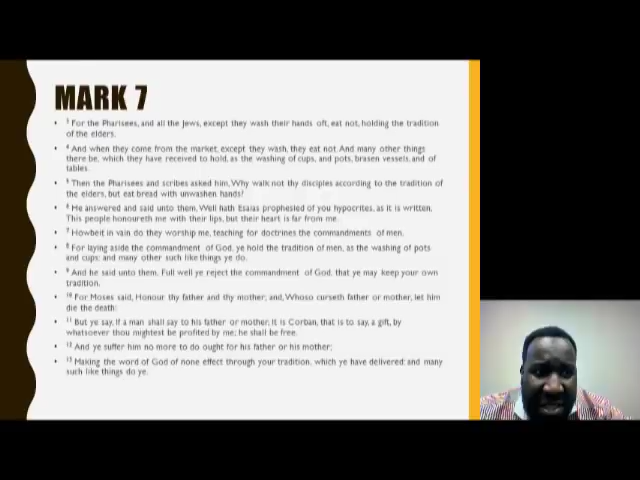 MARK 7
• 3 For the Pharisees, and all the Jews, except they wash their hands oft, eat not, holding the tradition
of the elders.
• 4 And when they come from the market, except they wash, they eat not. And many other things
there be, which they have received to hold, as the washing of cups, and pots, brasen vessels, and of
tables.
• 5 Then the Pharisees and scribes asked him, Why walk not thy disciples according to the tradition of
the elders, but eat bread with unwashen hands?
• 6 He answered and said unto them, Well hath Esaias prophesied of you hypocrites, as it is written,
This people honoureth me with their lips, but their heart is far from me.
• 7 Howbeit in vain do they worship me, teaching for doctrines the commandments of men.
• 8 For laying aside the commandment of God, ye hold the tradition of men, as the washing of pots
and cups: and many other such like things ye do.
• 9 And he said unto them, Full well ye reject the commandment of God, that ye may keep your own
tradition.
• 10 For Moses said, Honour thy father and thy mother; and, Whoso curseth father or mother, let him
die the death:
• 11 But ye say, If a man shall say to his father or mother, It is Corban, that is to say, a gift, by
whatsoever thou mightest be profited by me; he shall be free.
• 12 And ye suffer him no more to do ought for his father or his mother;
• 13 Making the word of God of none effect through your tradition, which ye have delivered: and many
such like things do ye.